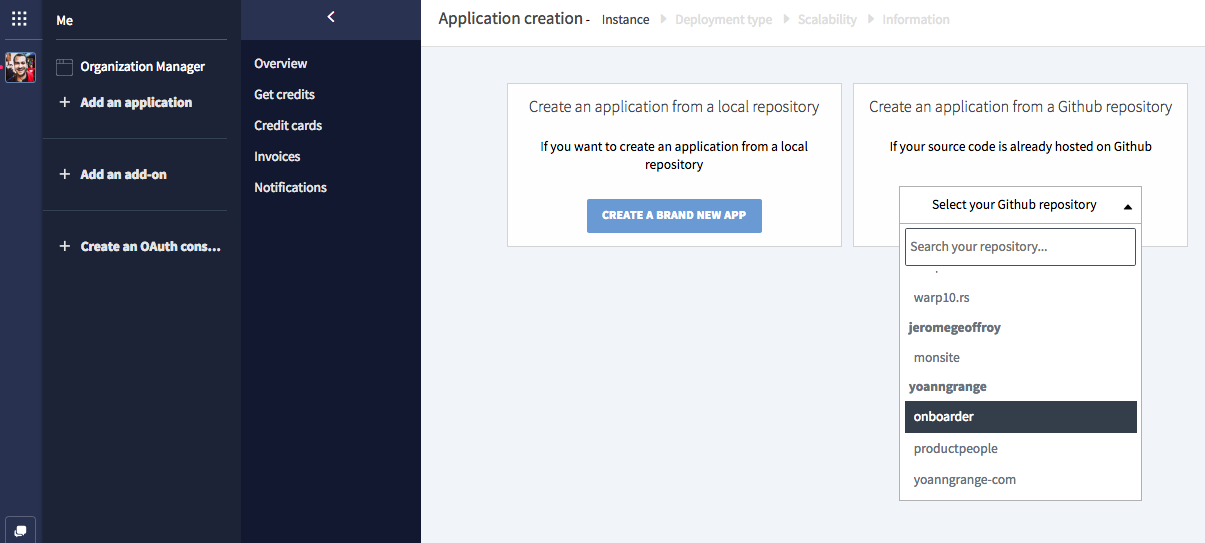 Me
Organization Manager
+ Add an application
+ Add an add-on
+ Create an OAuth cons...
Overview
Get credits
Credit cards
Invoices
Notifications
Application creation - Instance Deployment type Scalability Information
Create an application from a local repository
If you want to create an application from a local
repository
CREATE A BRAND NEW APP
Create an application from a Github repository
If your source code is already hosted on Github
Select your Github repository
Search your repository...
warp10.rs
jeromegeoffroy
monsite
yoanngrange
onboarder
productpeople
yoanngrange-com